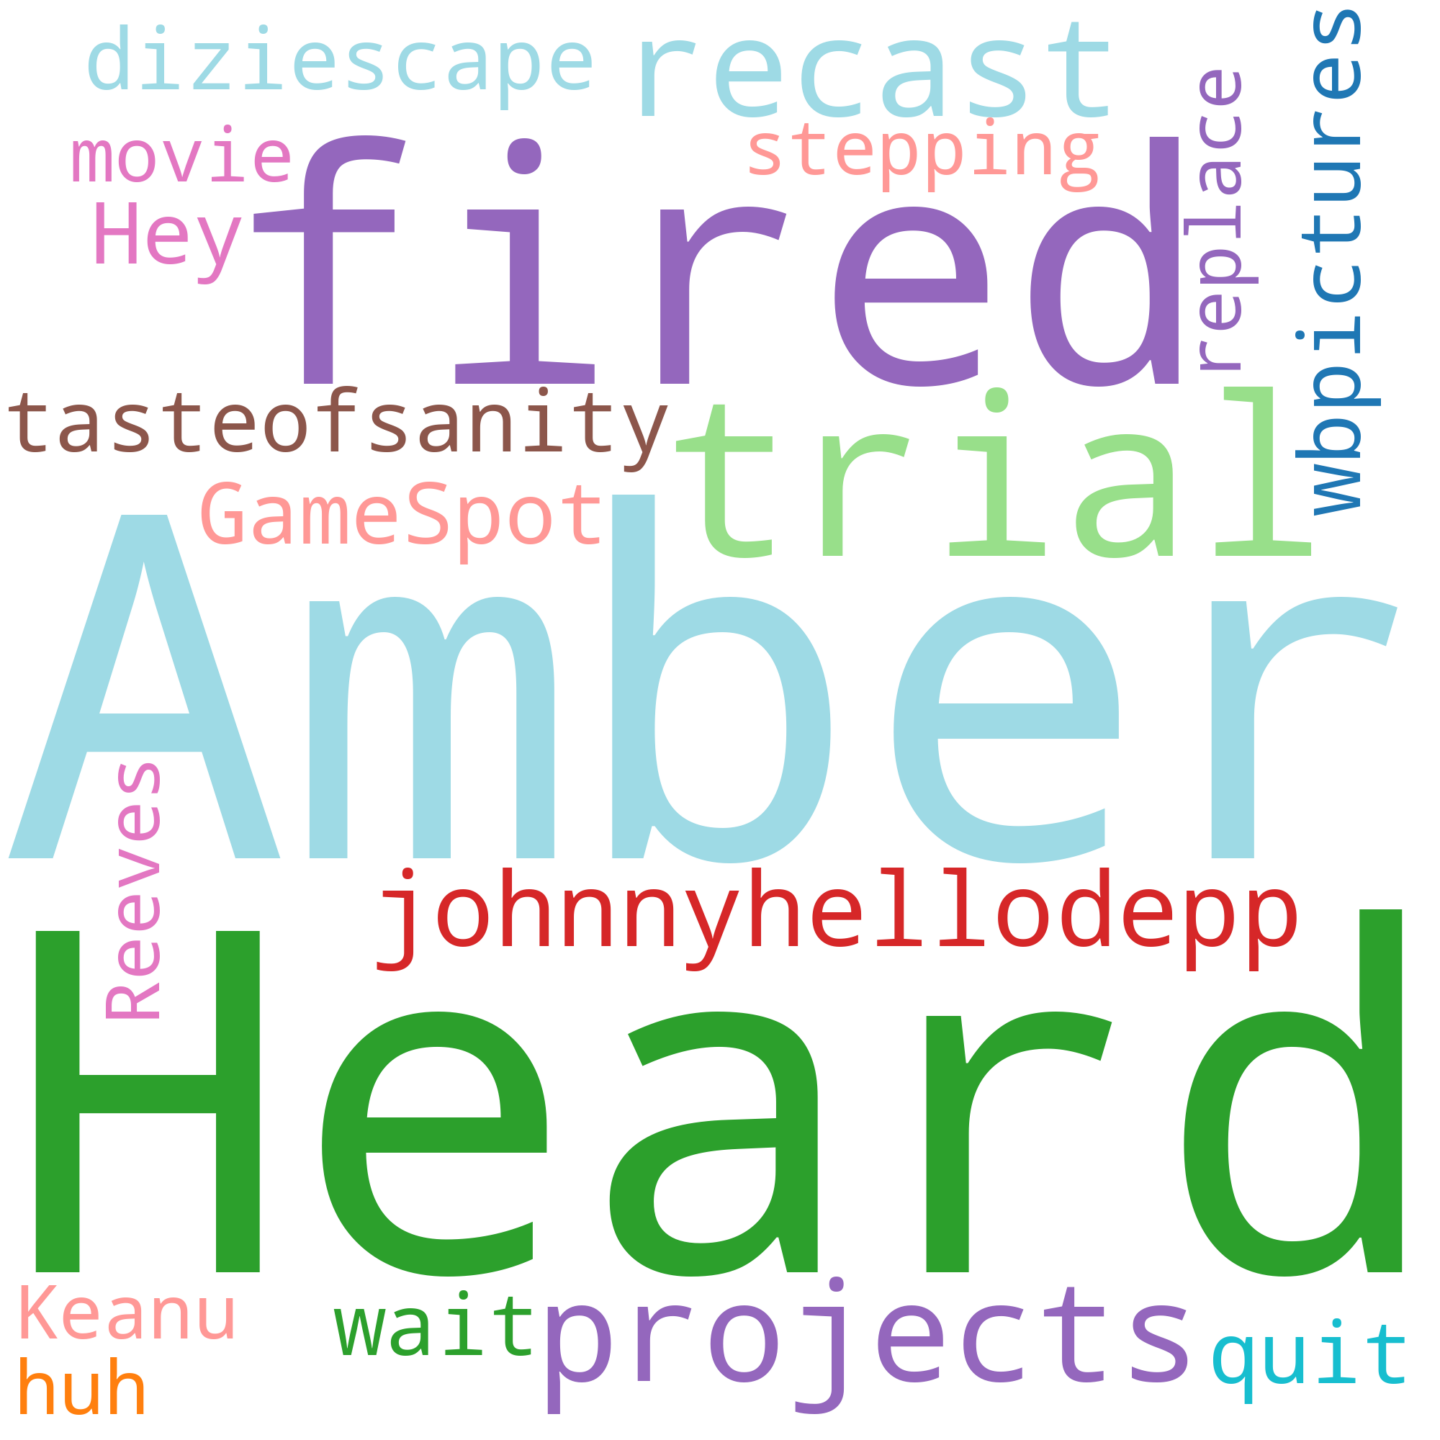 diziescape
recast
wbpictures
movie
stepping
replace
Hey
fired
tasteofsanity
trial
GameSpot
Amber
Reeves
johnnyhellodepp
Heard
Keanu
wait
projects
quit
huh